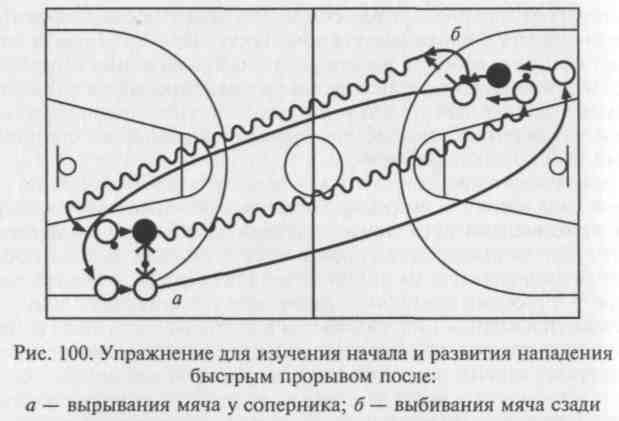 б
а
Рис. 100. Упражнение для изучения начала и развития нападения
быстрым прорывом после:
а — вырывания мяча у соперника; б — выбивания мяча сзади